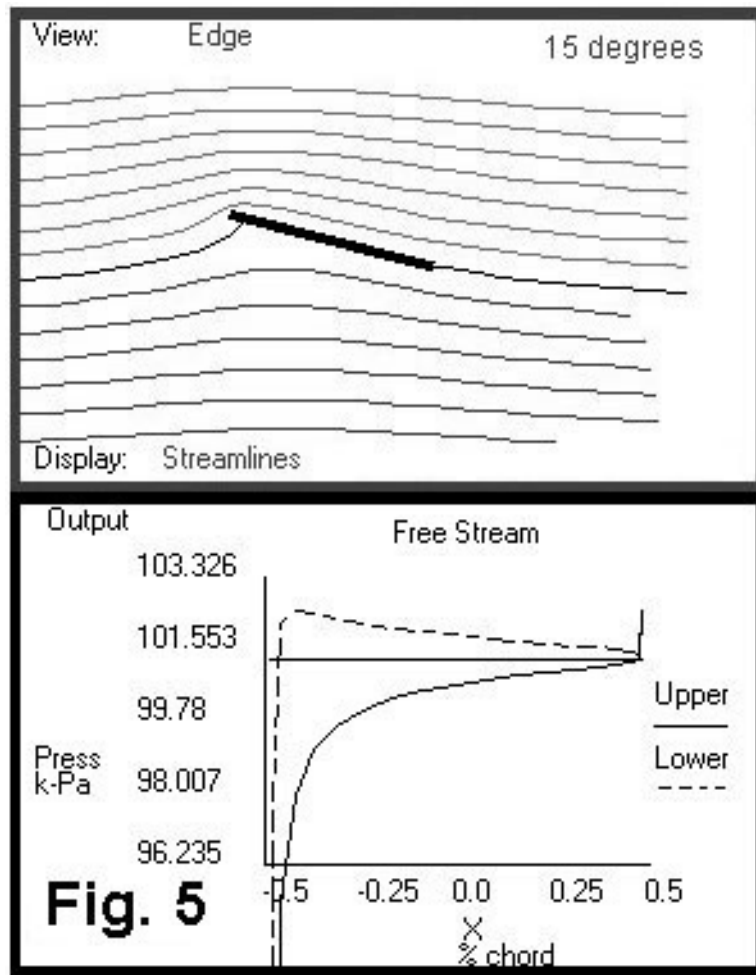 View: Edge 15 degrees
Display: Streamlines
Output
Free Stream
103.326
101.553
99.78
98.007
96.235
Press
k-Pa
Upper
Lower
-0.5 -0.25 0.0 0.25 0.5
X
% chord
Fig. 5